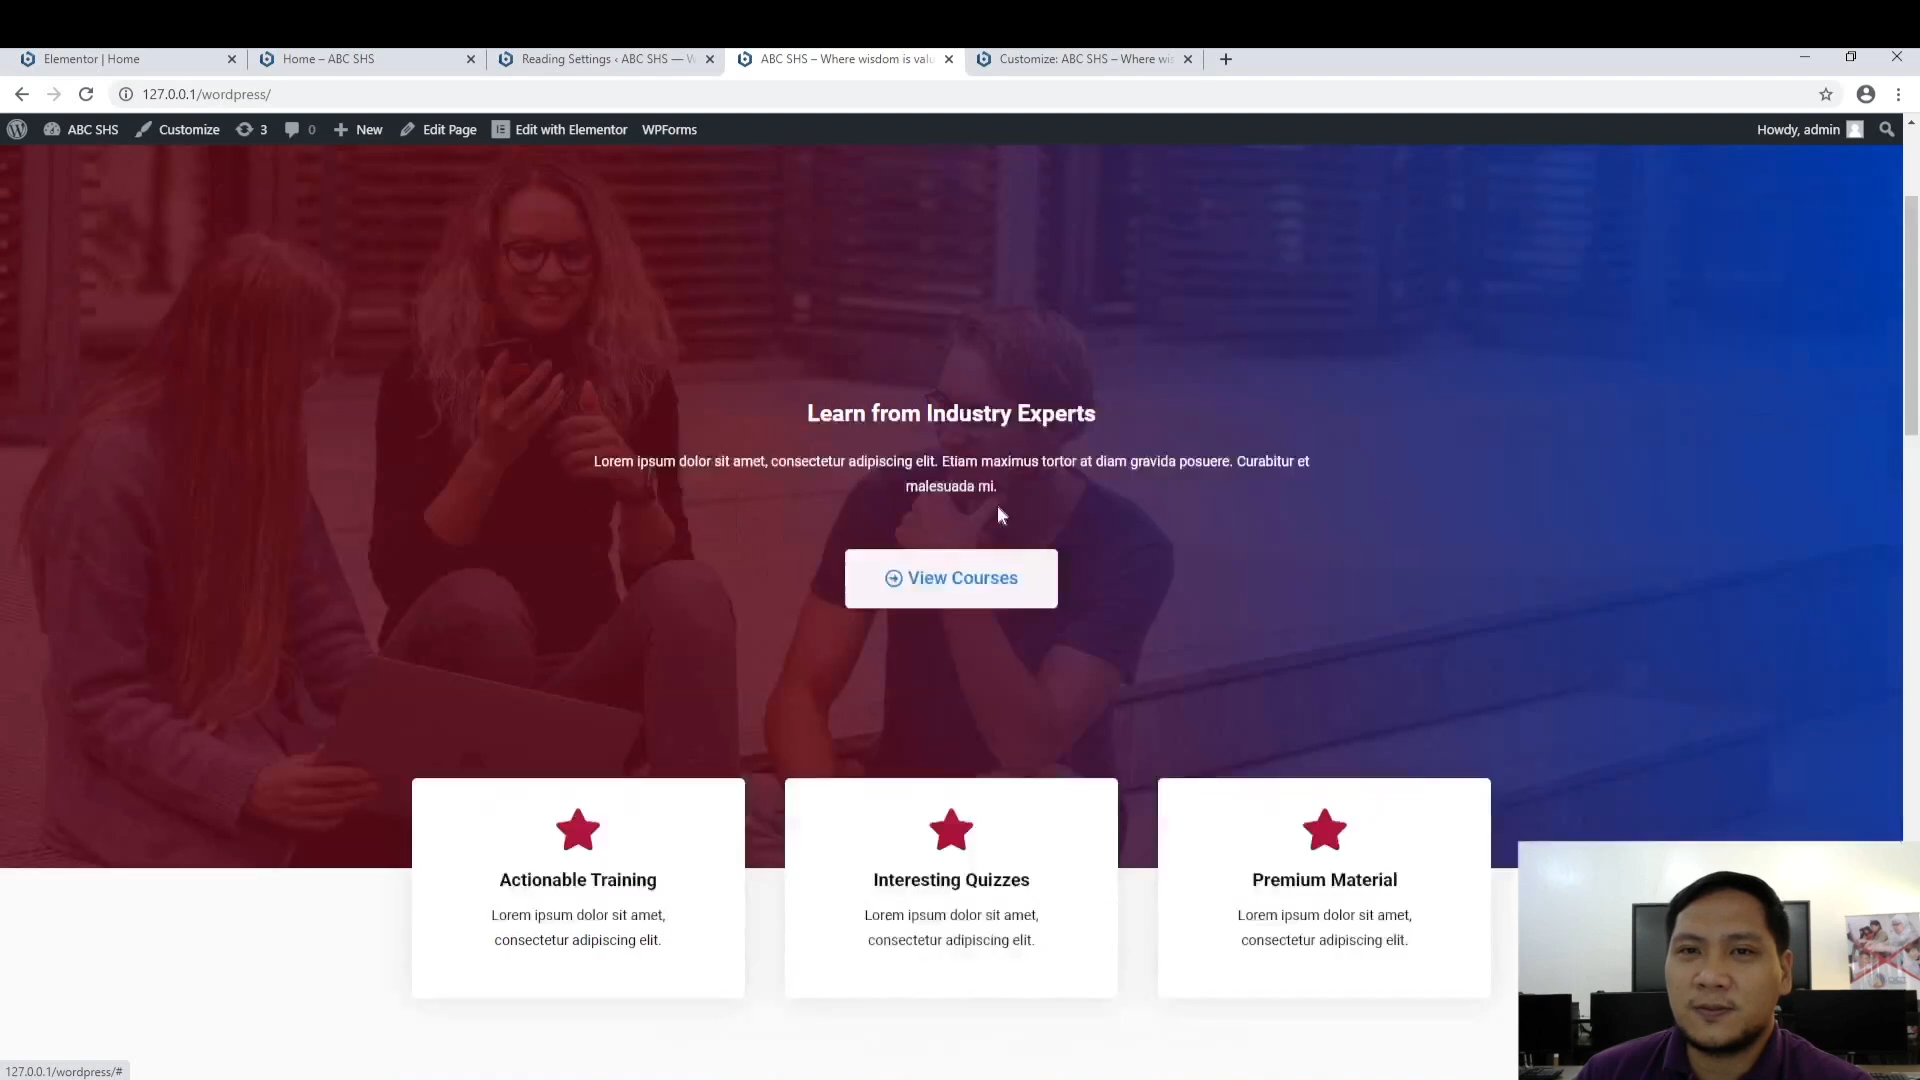 Elementor | Home
Home – ABC SHS
Reading Settings ‹ ABC SHS — W
ABC SHS – Where wisdom is valu
Customize: ABC SHS – Where wis
127.0.0.1/wordpress/
ABC SHS
Customize
3
0
New
Edit Page
Edit with Elementor
WPForms
Howdy, admin
Learn from Industry Experts
Lorem ipsum dolor sit amet, consectetur adipiscing elit. Etiam maximus tortor at diam gravida posuere. Curabitur et
malesuada mi.
View Courses
Actionable Training
Lorem ipsum dolor sit amet,
consectetur adipiscing elit.
Interesting Quizzes
Lorem ipsum dolor sit amet,
consectetur adipiscing elit.
Premium Material
Lorem ipsum dolor sit amet,
consectetur adipiscing elit.
127.0.0.1/wordpress/#